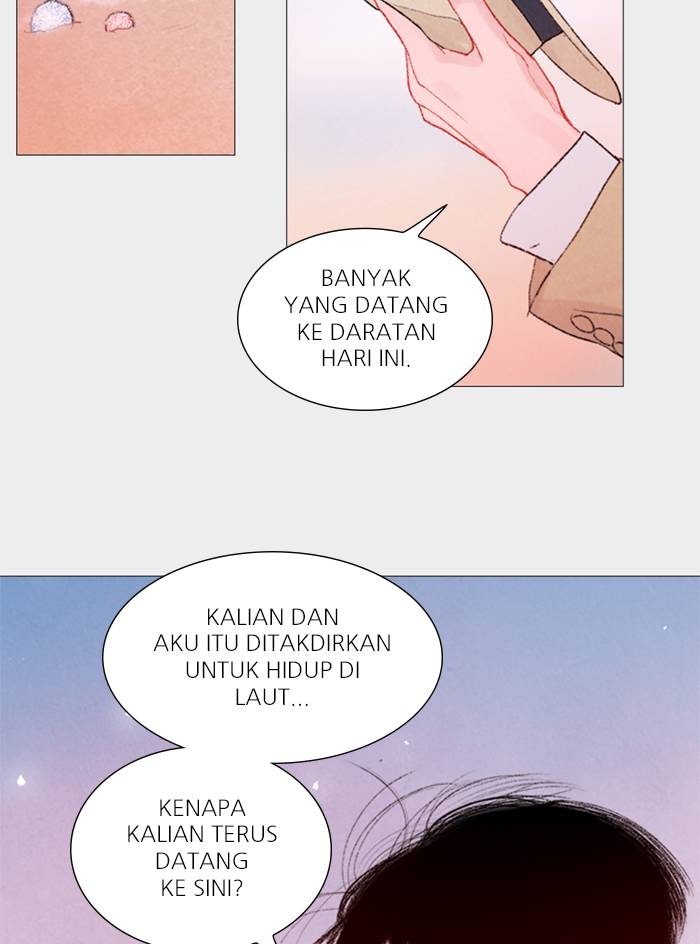 BANYAK
YANG DATANG
KE DARATAN
HARI INI.
KALIAN DAN
AKU ITU DITAKDIRKAN
UNTUK HIDUP DI
LAUT...
KENAPA
KALIAN TERUS
DATANG
KE SINI?